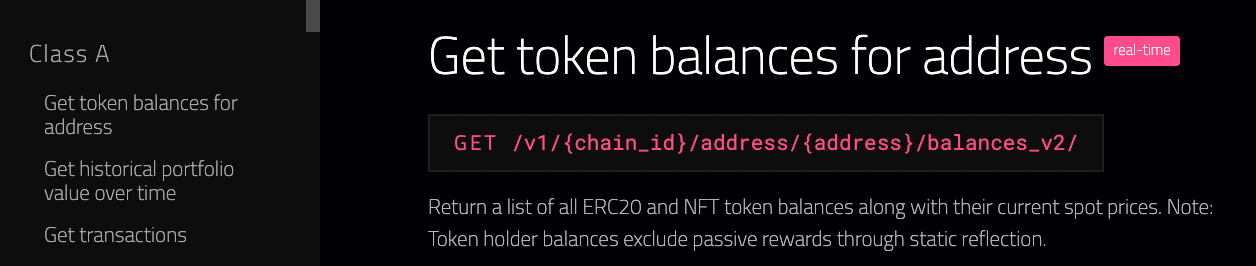 Class A
Get token balances for
address
Get historical portfolio
value over time
Get transactions
Get token balances for address real-time
GET /v1/{chain_id}/address/{address}/balances_v2/
Return a list of all ERC20 and NFT token balances along with their current spot prices. Note:
Token holder balances exclude passive rewards through static reflection.